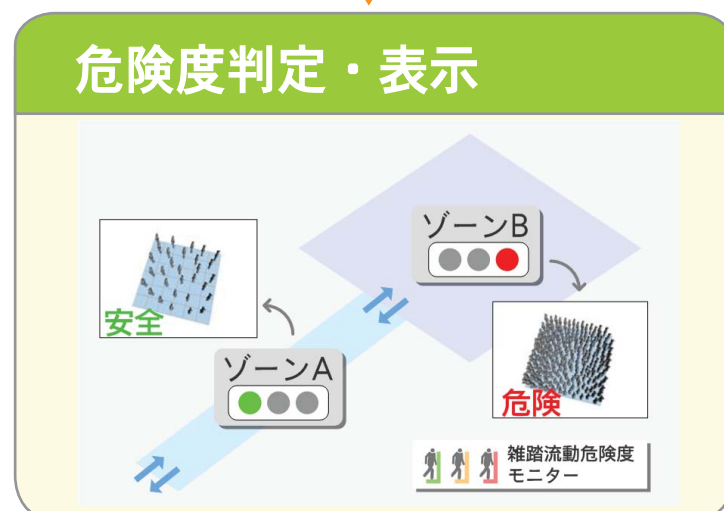 危険度判定・表示
ゾーンB
安全
ゾーンA
危険
雑踏流動危険度
モニター